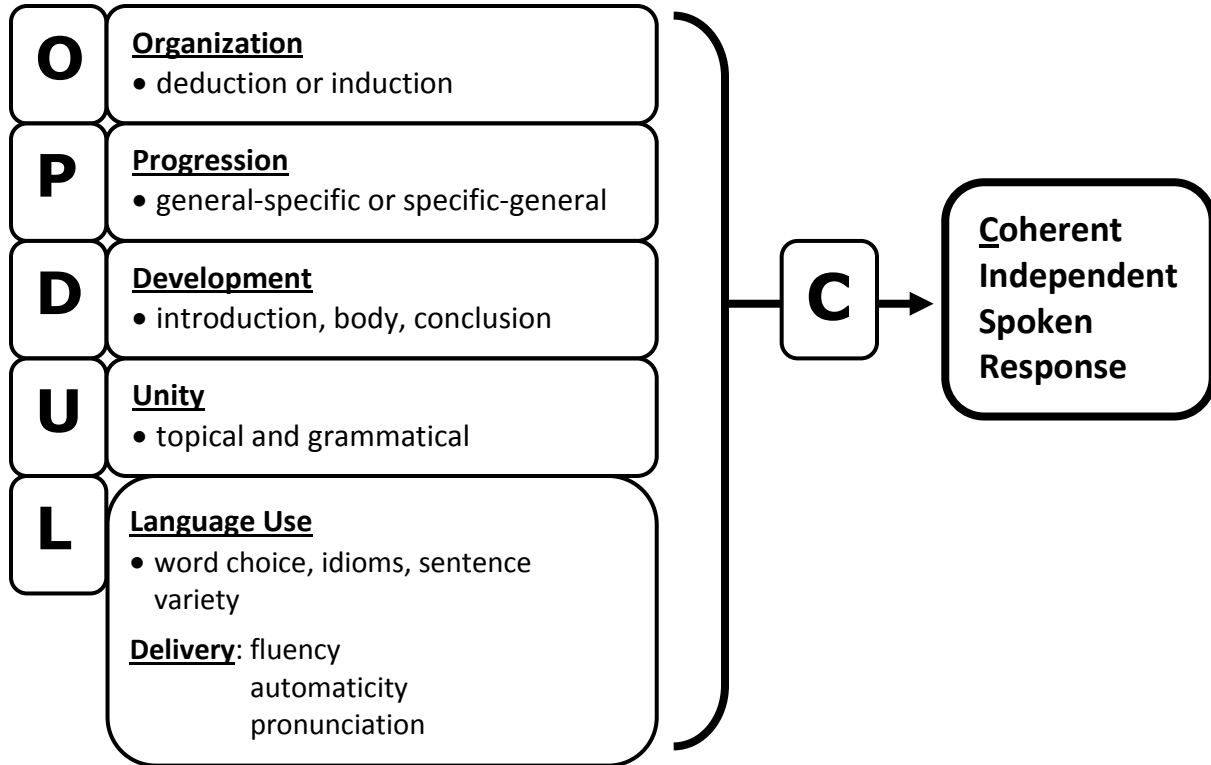 O
Organization
• deduction or induction
P
Progression
• general-specific or specific-general
D
Development
• introduction, body, conclusion
U
Unity
• topical and grammatical
L
Language Use
• word choice, idioms, sentence
variety
Delivery: fluency
automaticity
pronunciation
C
Coherent
Independent
Spoken
Response